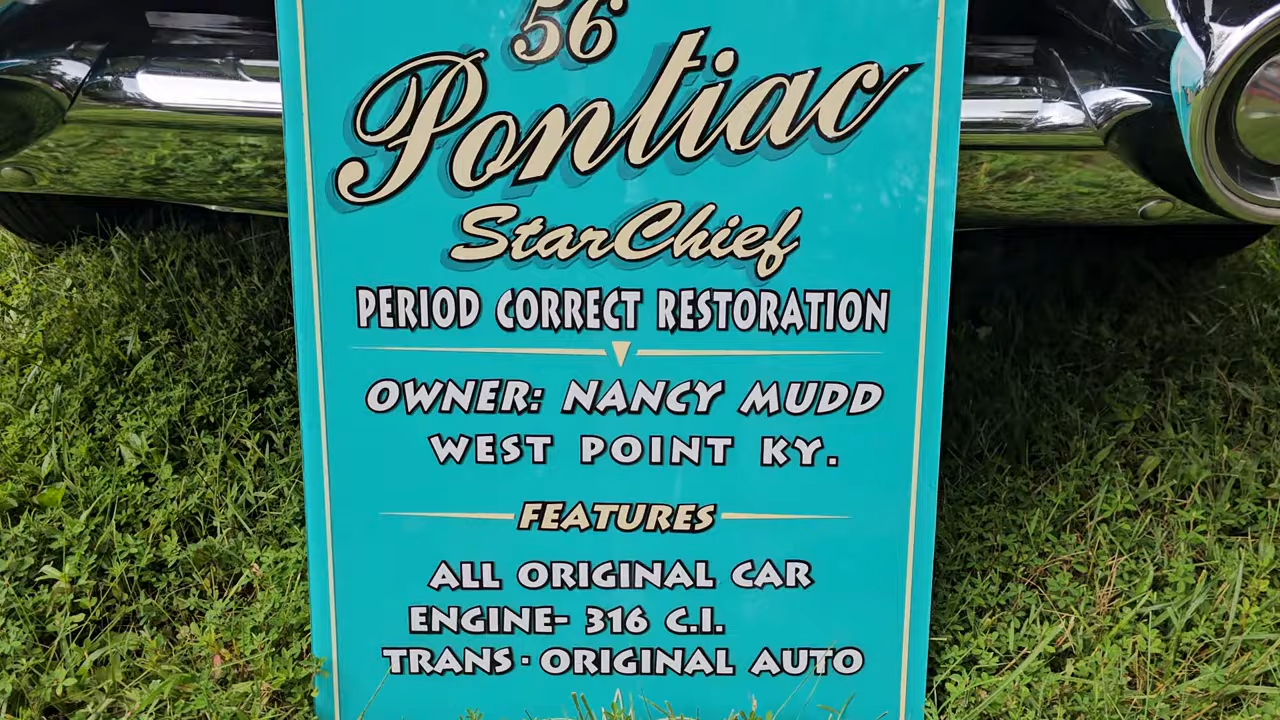 56
Pontiac
StarChief
PERIOD CORRECT RESTORATION
OWNER: NANCY MUDD
WEST POINT KY.
FEATURES
ALL ORIGINAL CAR
ENGINE- 316 C.I.
TRANS · ORIGINAL AUTO